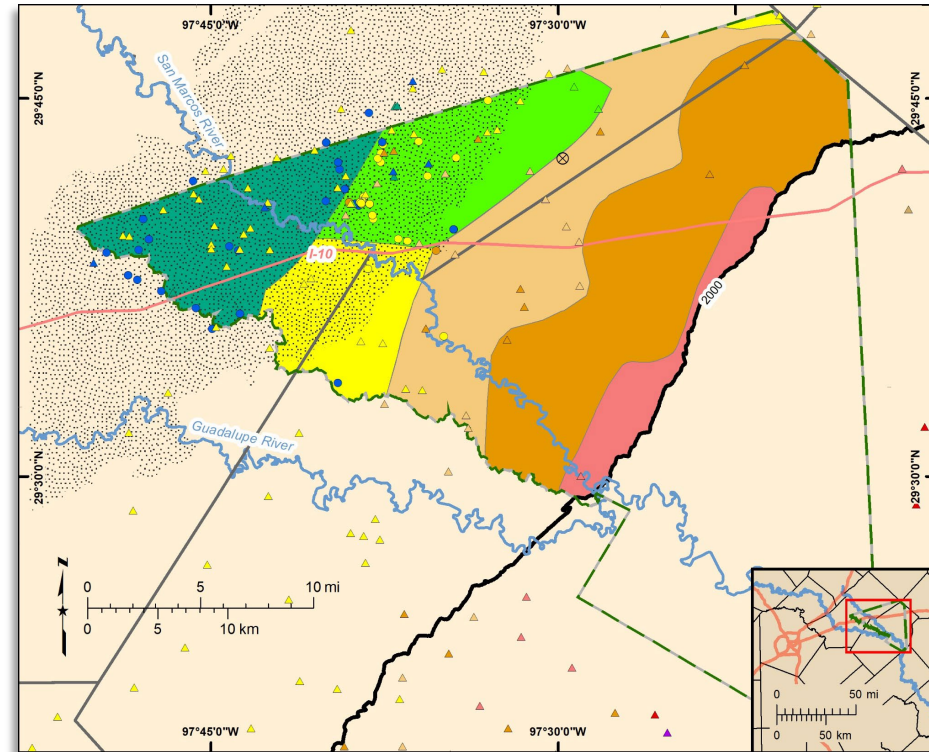 97°45'0"W
97°30'0"W
29°45'0"N
29°45'0"N
San Marcos River
I-10
2000
Guadalupe River
29°30'0"N
29°30'0"N
N
0 5 10 mi
0 5 10 km
0 50 mi
0 50 km
97°45'0"W
97°30'0"W